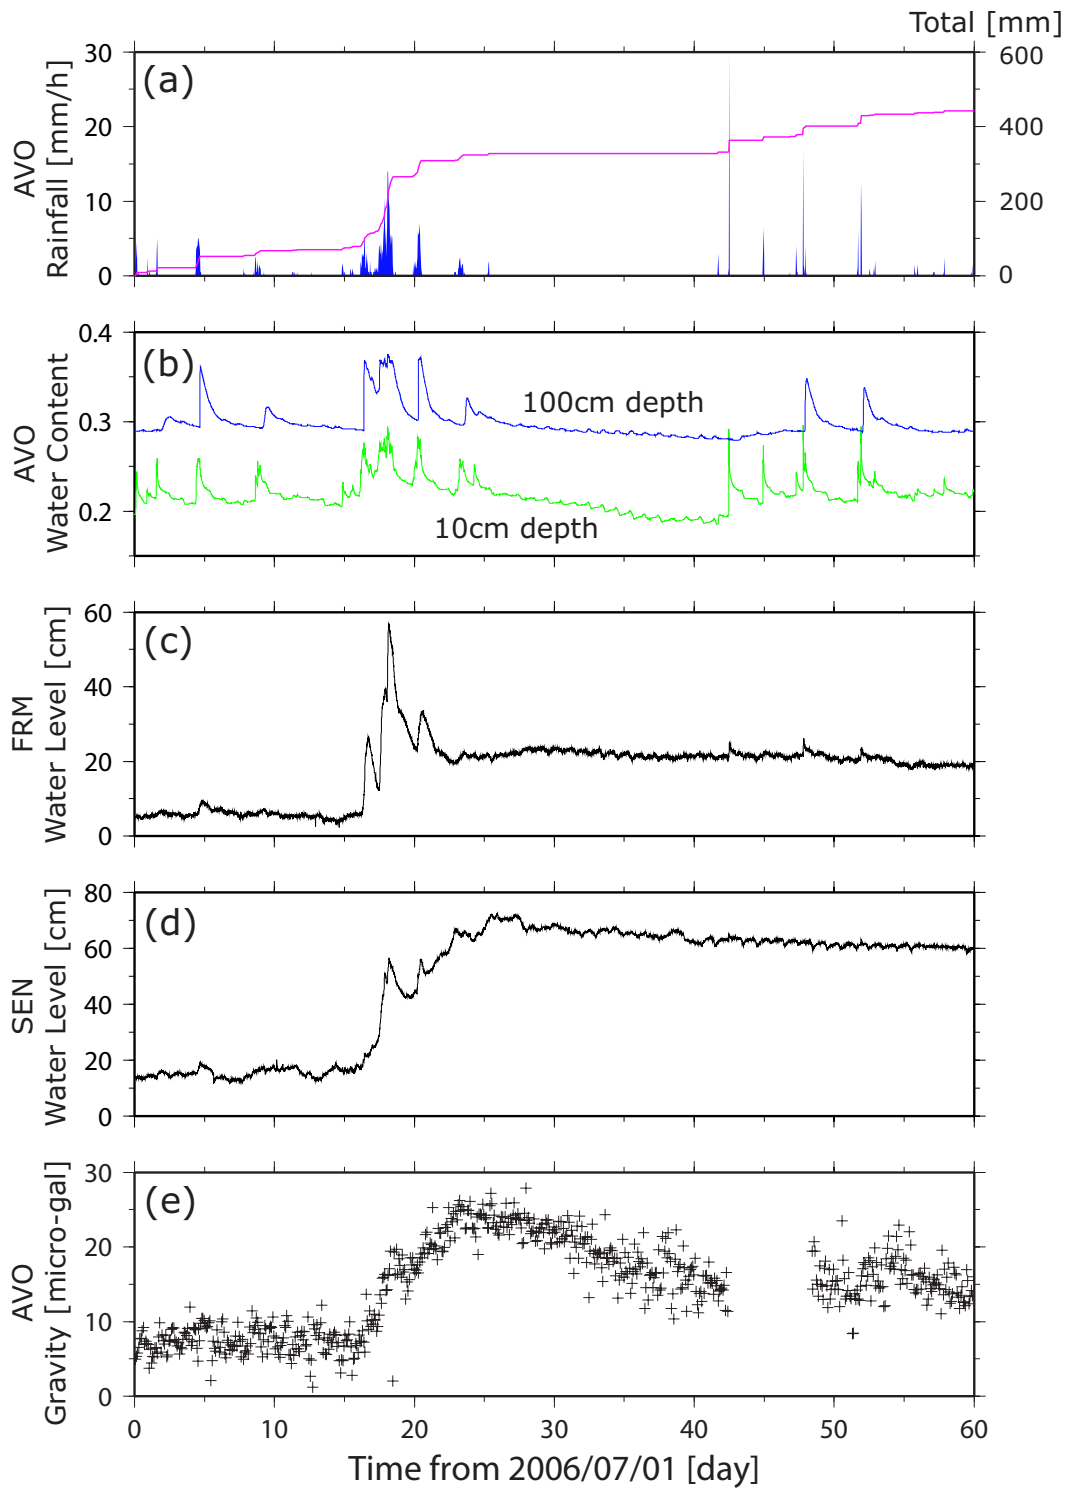 Total [mm]
(a)
AVO
Rainfall [mm/h]
30
20
10
0
600
400
200
0
(b)
AVO
Water Content
0.4
0.3
0.2
100cm depth
10cm depth
(c)
FRM
Water Level [cm]
60
40
20
0
(d)
SEN
Water Level [cm]
80
60
40
20
0
(e)
AVO
Gravity [micro-gal]
30
20
10
0
0 10 20 30 40 50 60
Time from 2006/07/01 [day]